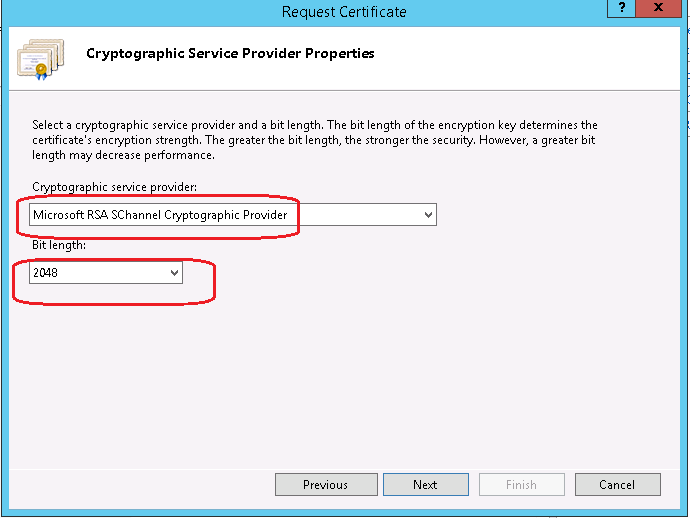 Request Certificate
?
x
Cryptographic Service Provider Properties
Select a cryptographic service provider and a bit length. The bit length of the encryption key determines the
certificate's encryption strength. The greater the bit length, the stronger the security. However, a greater bit
length may decrease performance.
Cryptographic service provider:
Microsoft RSA SChannel Cryptographic Provider
Bit length:
2048
Previous
Next
Finish
Cancel